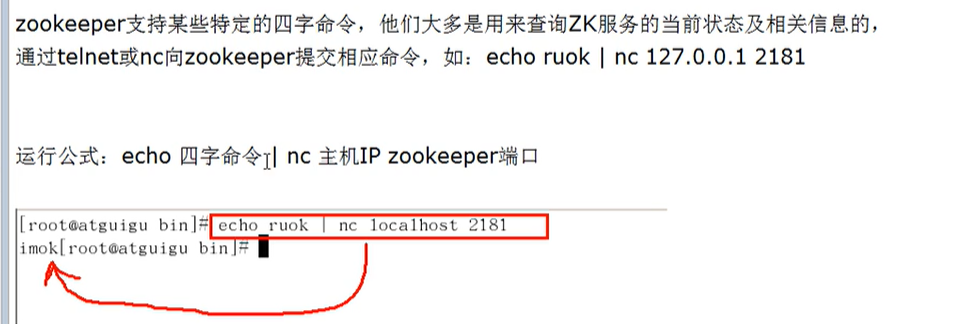 zookeeper支持某些特定的四字命令，他们大多是用来查询ZK服务的当前状态及相关信息的，
通过telnet或nc向zookeeper提交相应命令，如：echo ruok | nc 127.0.0.1 2181
运行公式：echo 四字命令 | nc 主机IP zookeeper端口
[root@atguigu bin]# echo ruok | nc localhost 2181
imok[root@atguigu bin]#